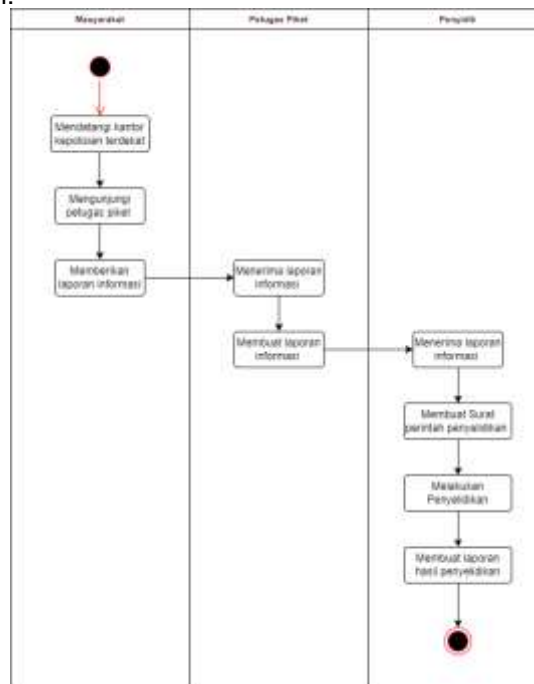 Masyarakat
Petugas Piket
Penyidik
Mendatangi kantor
kepolisian terdekat
Mengunjungi
petugas piket
Memberikan
laporan informasi
Menerima laporan
informasi
Membuat laporan
informasi
Menerima laporan
informasi
Membuat Surat
perintah penyelidikan
Melakukan
Penyelidikan
Membuat laporan
hasil penyelidikan